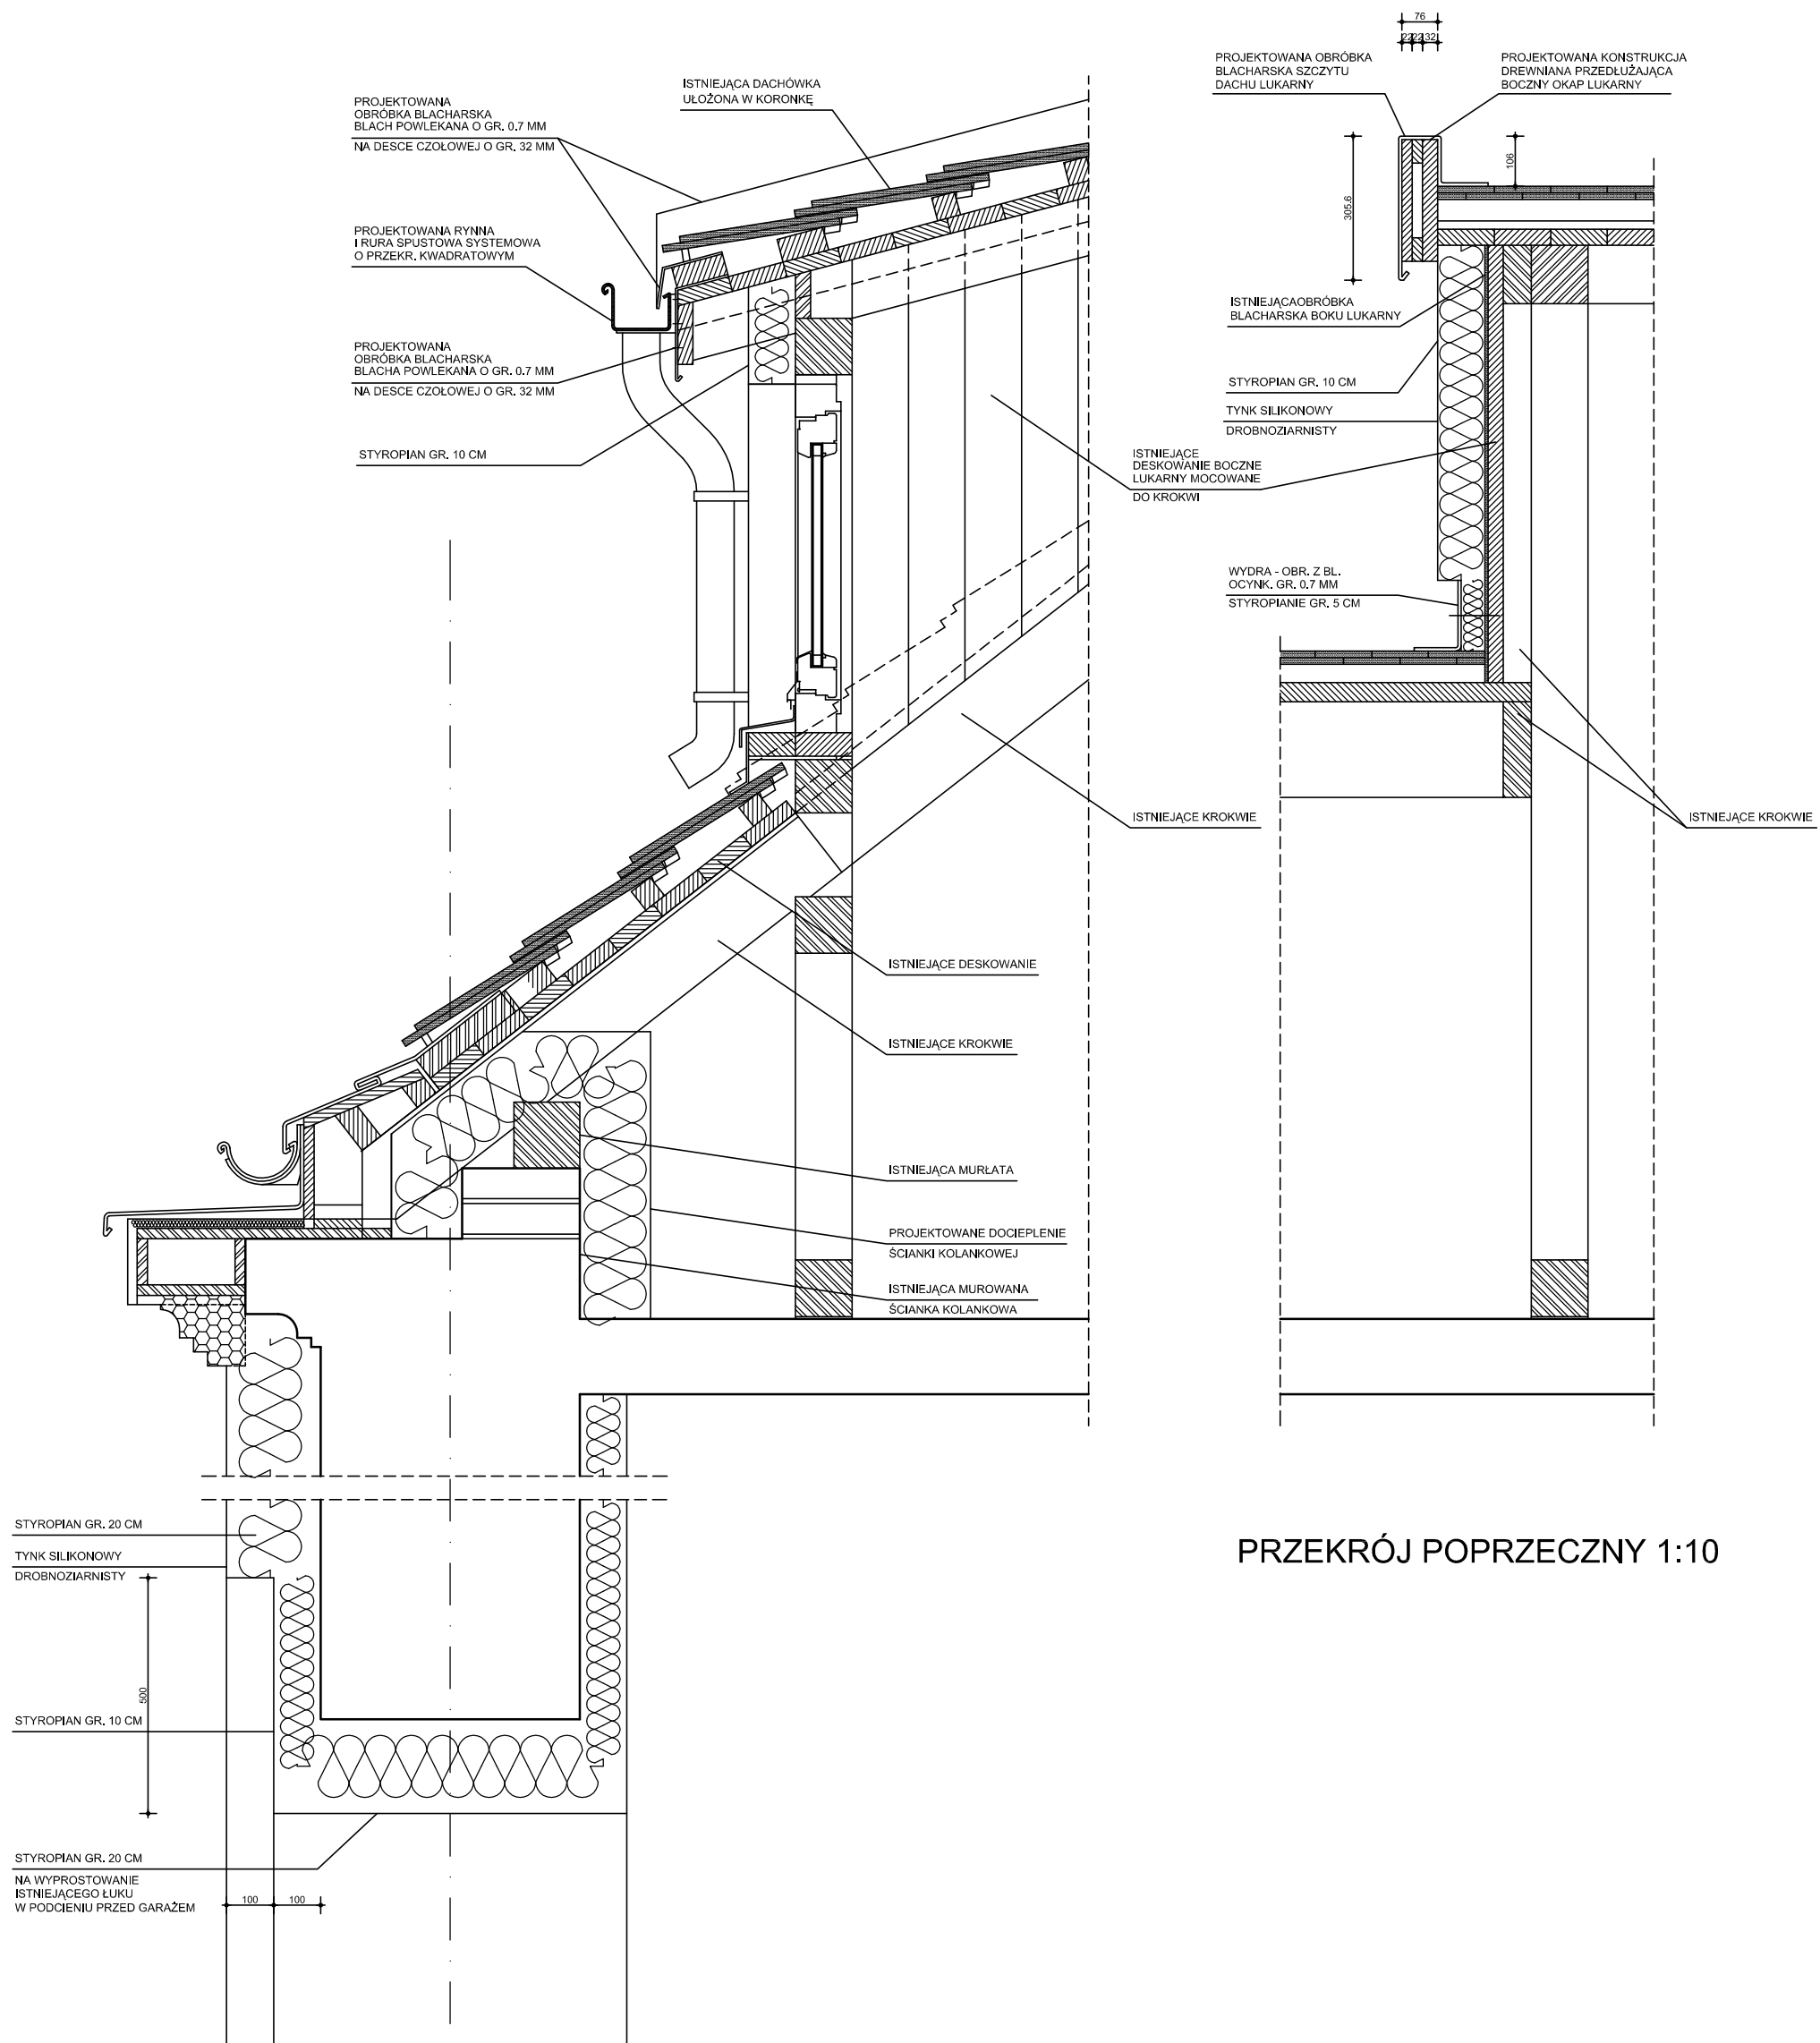 76
22 22 32
PROJEKTOWANA OBRÓBKA
BLACHARSKA SZCZYTU
DACHU LUKARNY
PROJEKTOWANA KONSTRUKCJA
DREWNIANA PRZEDŁUŻAJĄCA
BOCZNY OKAP LUKARNY
ISTNIEJĄCA DACHÓWKA
UŁOŻONA W KORONKĘ
PROJEKTOWANA
OBRÓBKA BLACHARSKA
BLACH POWLEKANA O GR. 0.7 MM
NA DESCE CZOŁOWEJ O GR. 32 MM
106
305.6
PROJEKTOWANA RYNNA
I RURA SPUSTOWA SYSTEMOWA
O PRZEKR. KWADRATOWYM
ISTNIEJĄCAOBRÓBKA
BLACHARSKA BOKU LUKARNY
PROJEKTOWANA
OBRÓBKA BLACHARSKA
BLACHA POWLEKANA O GR. 0.7 MM
NA DESCE CZOŁOWEJ O GR. 32 MM
STYROPIAN GR. 10 CM
TYNK SILIKONOWY
DROBNOZIARNISTY
STYROPIAN GR. 10 CM
ISTNIEJĄCE
DESKOWANIE BOCZNE
LUKARNY MOCOWANE
DO KROKWI
WYDRA - OBR. Z BL.
OCYNK. GR. 0.7 MM
STYROPIANIE GR. 5 CM
ISTNIEJĄCE KROKWIE
ISTNIEJĄCE KROKWIE
ISTNIEJĄCE DESKOWANIE
ISTNIEJĄCE KROKWIE
ISTNIEJĄCA MURŁATA
PROJEKTOWANE DOCIEPLENIE
ŚCIANKI KOLANKOWEJ
ISTNIEJĄCA MUROWANA
ŚCIANKA KOLANKOWA
STYROPIAN GR. 20 CM
TYNK SILIKONOWY
DROBNOZIARNISTY
PRZEKRÓJ POPRZECZNY 1:10
500
STYROPIAN GR. 10 CM
STYROPIAN GR. 20 CM
NA WYPROSTOWANIE
ISTNIEJĄCEGO ŁUKU
W PODCIENIU PRZED GARAŻEM
100
100